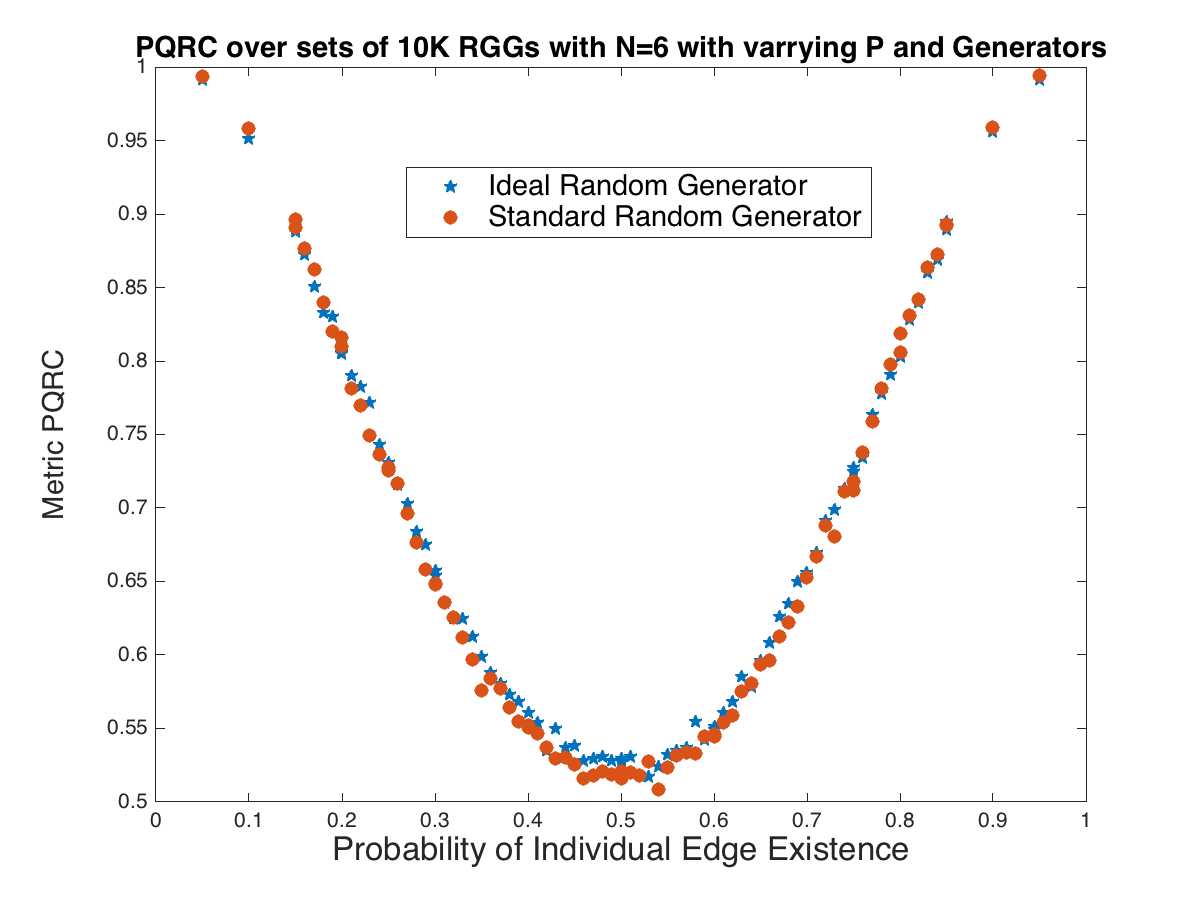 PQRC over sets of 10K RGGs with N=6 with varrying P and Generators
1
0.95
0.9
0.85
0.8
0.75
0.7
0.65
0.6
0.55
0.5
Metric PQRC
Ideal Random Generator
Standard Random Generator
0 0.1 0.2 0.3 0.4 0.5 0.6 0.7 0.8 0.9 1
Probability of Individual Edge Existence